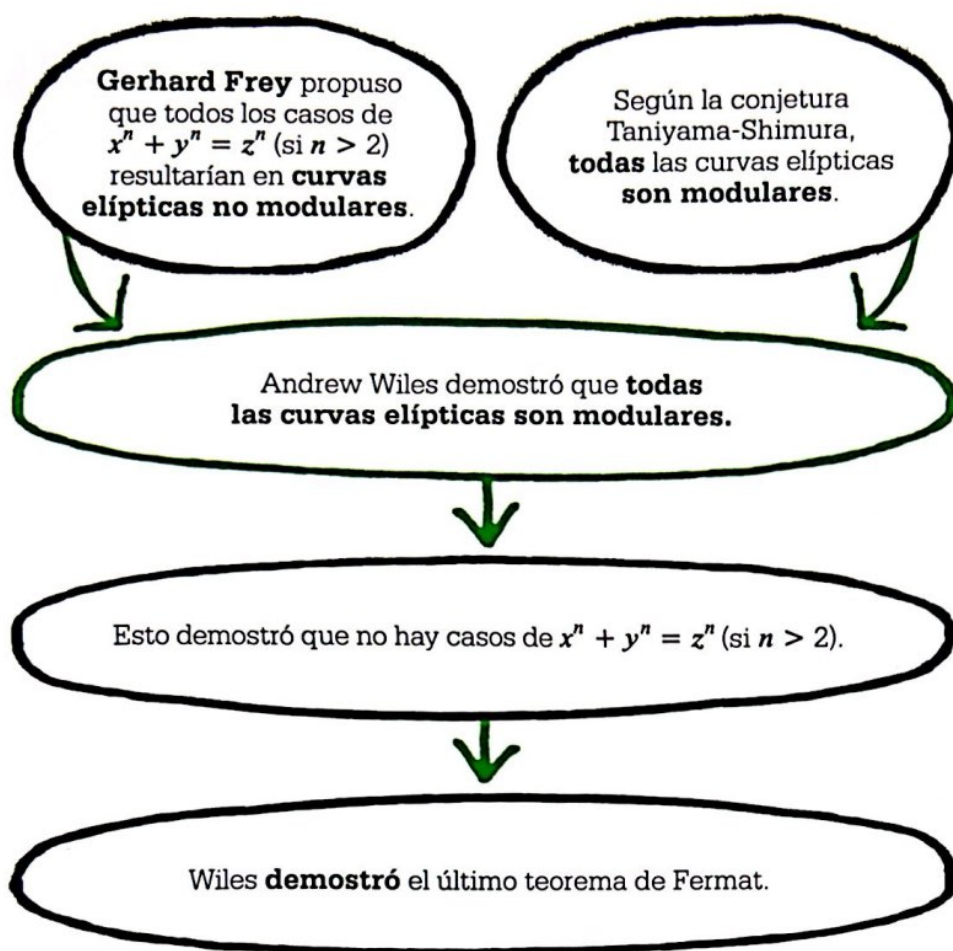 Gerhard Frey propuso
que todos los casos de
xⁿ + yⁿ = zⁿ (si n > 2)
resultarían en curvas
elípticas no modulares.
Según la conjetura
Taniyama-Shimura,
todas las curvas elípticas
son modulares.
Andrew Wiles demostró que todas
las curvas elípticas son modulares.
Esto demostró que no hay casos de xⁿ + yⁿ = zⁿ (si n > 2).
Wiles demostró el último teorema de Fermat.